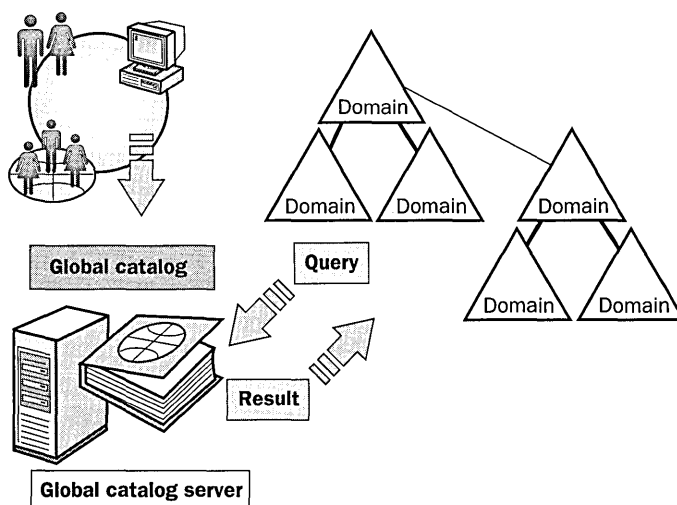 Domain
Domain
Domain
Domain
Domain
Domain
Global catalog
Query
Result
Global catalog server